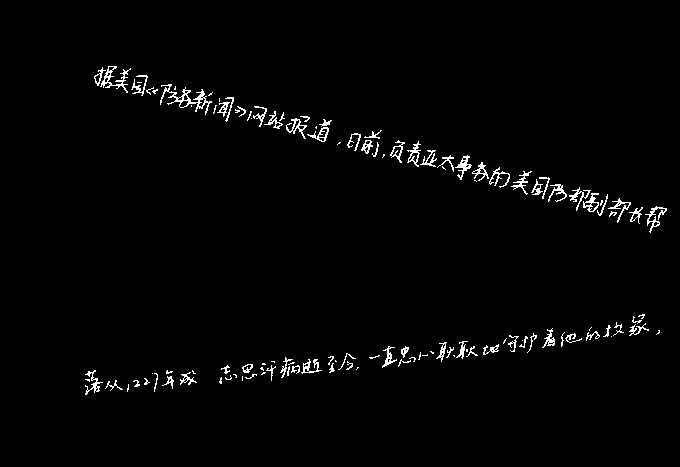 据美国《防务新闻》网站报道,日前,负责亚太事务的美国防部副部长帮
落从1227年成 志思汗病逝至今,一直忠心耿耿地守护着他的坟冢,